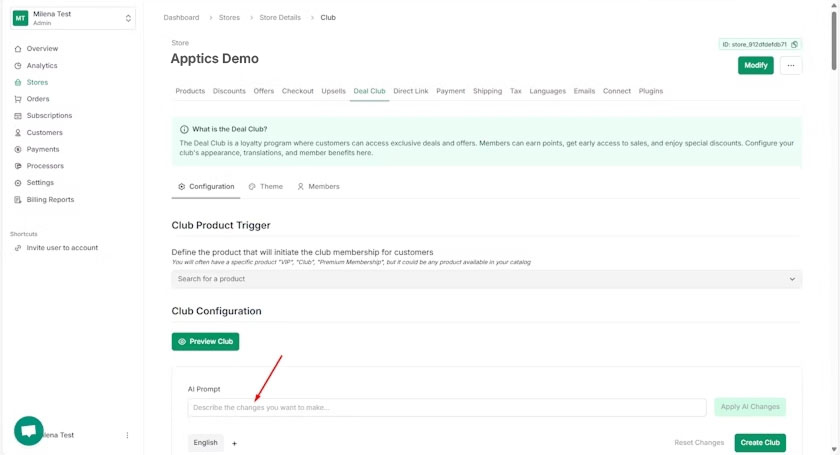 MT
Milena Test
Admin
Overview
Analytics
Stores
Orders
Subscriptions
Customers
Payments
Processors
Settings
Billing Reports
Shortcuts
Invite user to account
Milena Test
Dashboard > Stores > Store Details > Club
Store
Apptics Demo
ID: store_912dfdefdb71
Modify
...
Products Discounts Offers Checkout Upsells Deal Club Direct Link Payment Shipping Tax Languages Emails Connect Plugins
What is the Deal Club?
The Deal Club is a loyalty program where customers can access exclusive deals and offers. Members can earn points, get early access to sales, and enjoy special discounts. Configure your
club's appearance, translations, and member benefits here.
Configuration Theme Members
Club Product Trigger
Define the product that will initiate the club membership for customers
You will often have a specific product "VIP", "Club", "Premium Membership", but it could be any product available in your catalog
Search for a product
Club Configuration
Preview Club
AI Prompt
Describe the changes you want to make...
Apply AI Changes
English +
Reset Changes
Create Club